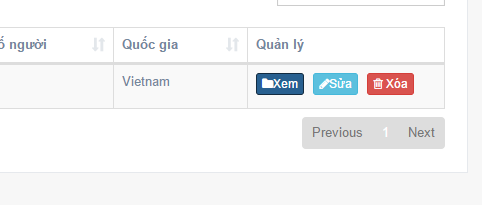 ố người Quốc gia Quản lý
Vietnam Xem Sửa Xóa
Previous 1 Next